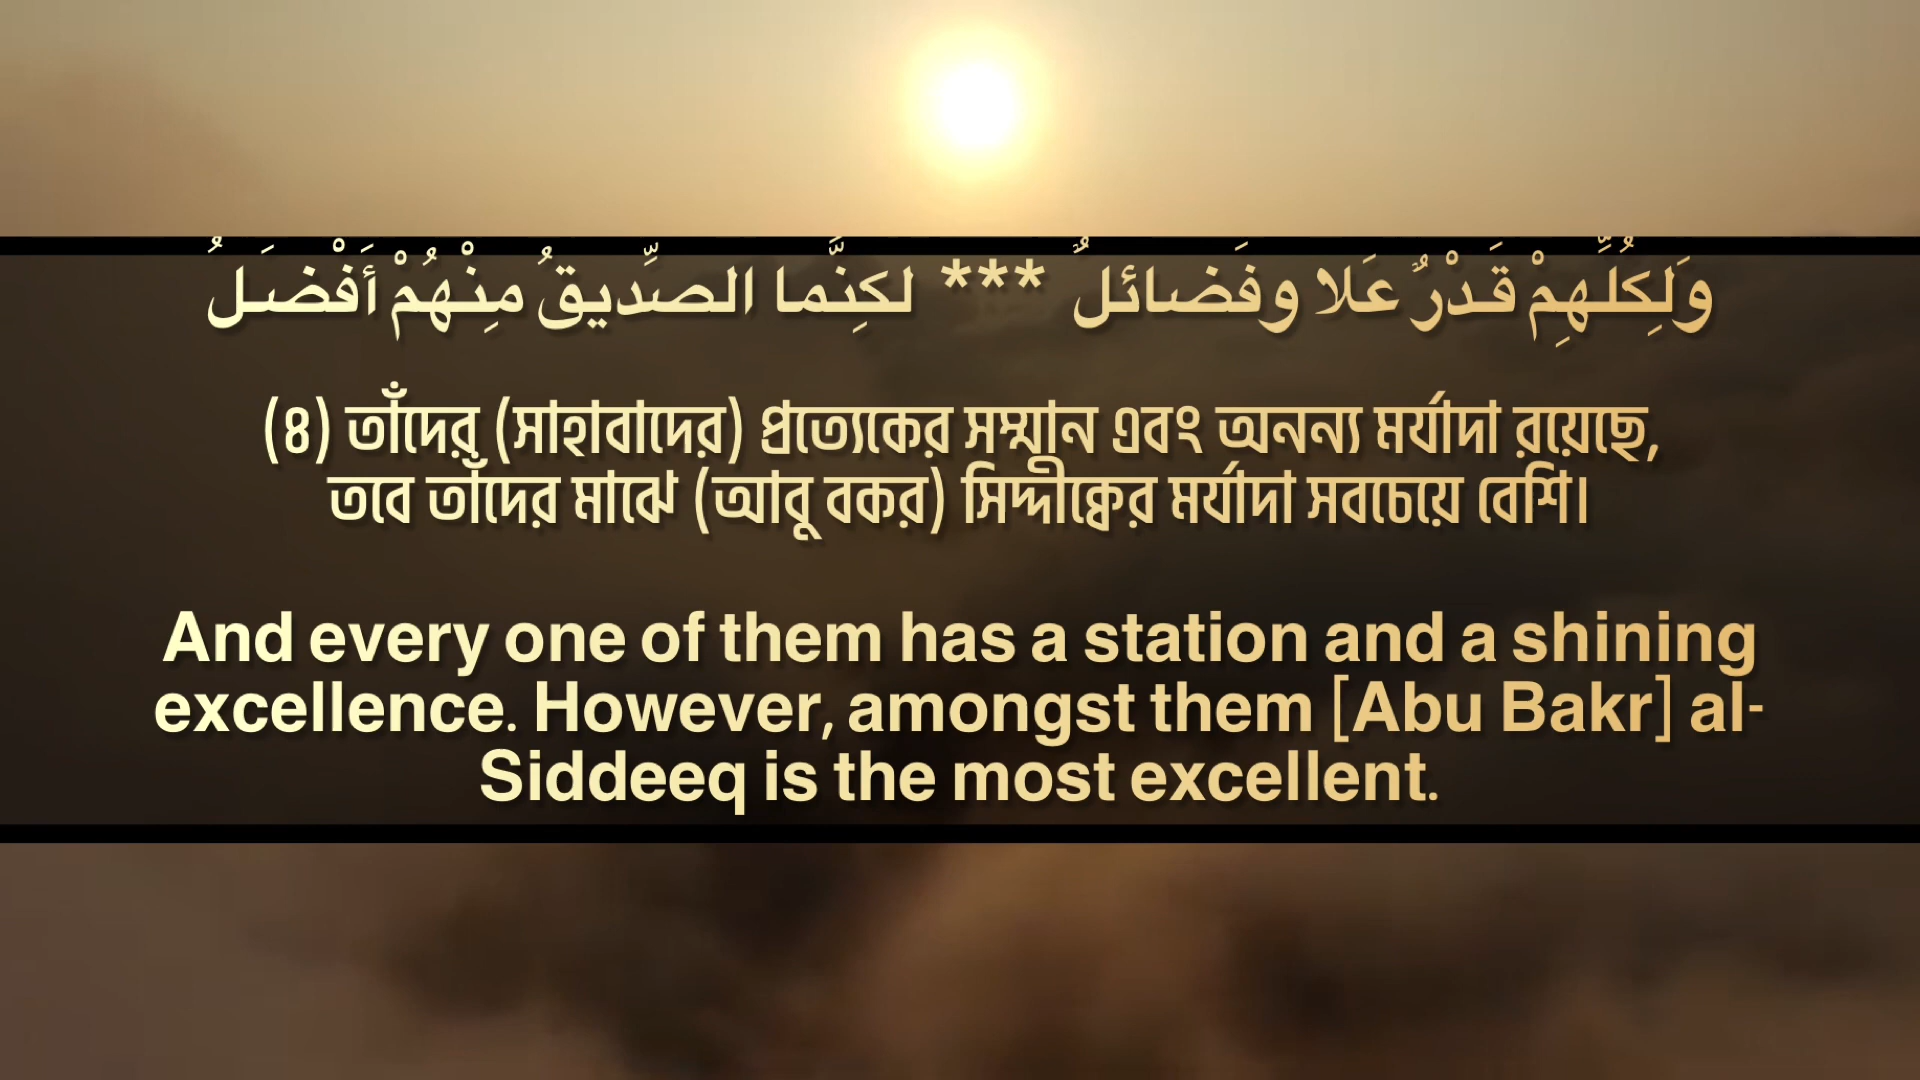 وَلِكُلِّهِمْ قَدْرٌ عَلا وفَضائلٌ *** لكنَّما الصِّديقُ مِنْهُمْ أَفْضَلُ
(৪) তাঁদের (সাহাবাদের) প্রত্যেকের সম্মান এবং অনন্য মর্যাদা রয়েছে,
তবে তাঁদের মাঝে (আবু বকর) সিদ্দীক্বের মর্যাদা সবচেয়ে বেশি।
And every one of them has a station and a shining
excellence. However, amongst them [Abu Bakr] al-
Siddeeq is the most excellent.